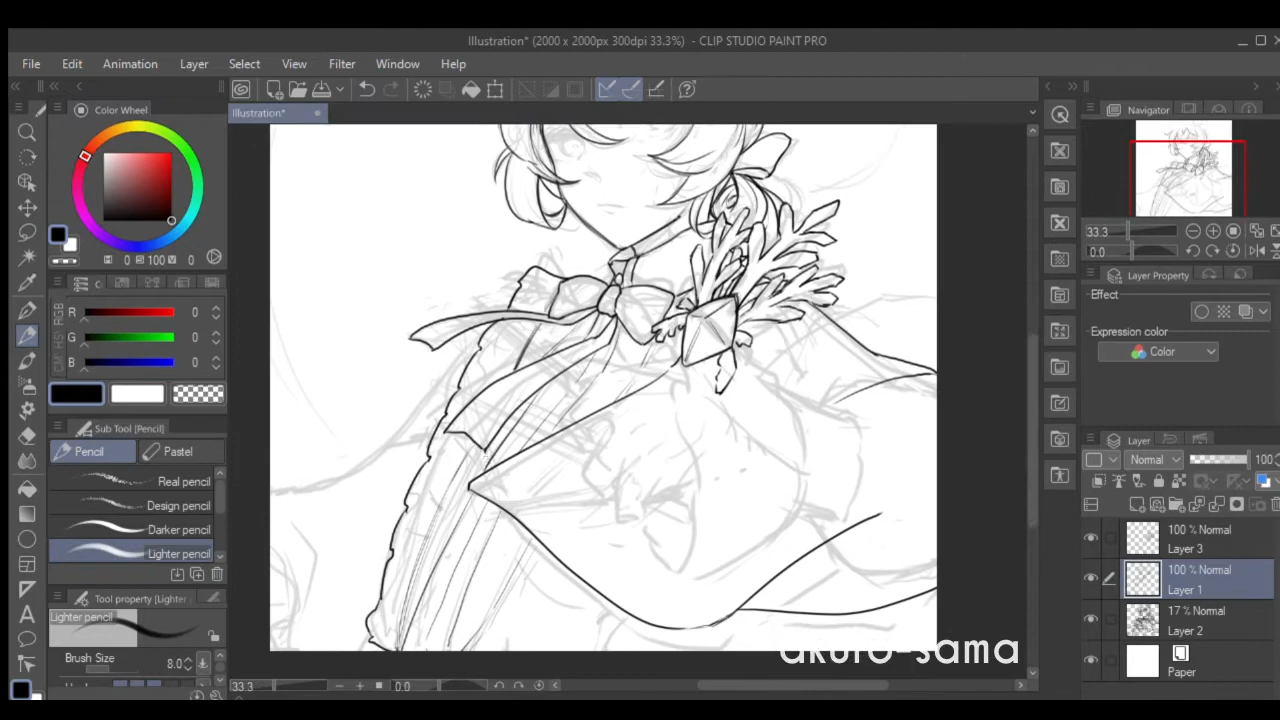 Illustration* (2000 x 2000px 300dpi 33.3%) - CLIP STUDIO PAINT PRO
File Edit Animation Layer Select View Filter Window Help
Color Wheel
Illustration*
Navigator
H 0 S 100 V 0
33.3
0.0
Layer Property
Effect
Expression color
Color
R 0
G 0
B 0
Sub Tool [Pencil]
Pencil Pastel
Real pencil
Design pencil
Darker pencil
Lighter pencil
Tool property [Lighter
Lighter pencil
Brush Size 8.0
Layer
Normal 100
100 % Normal
Layer 3
100 % Normal
Layer 1
17 % Normal
Layer 2
Paper
akuro-sama
33.3 0.0